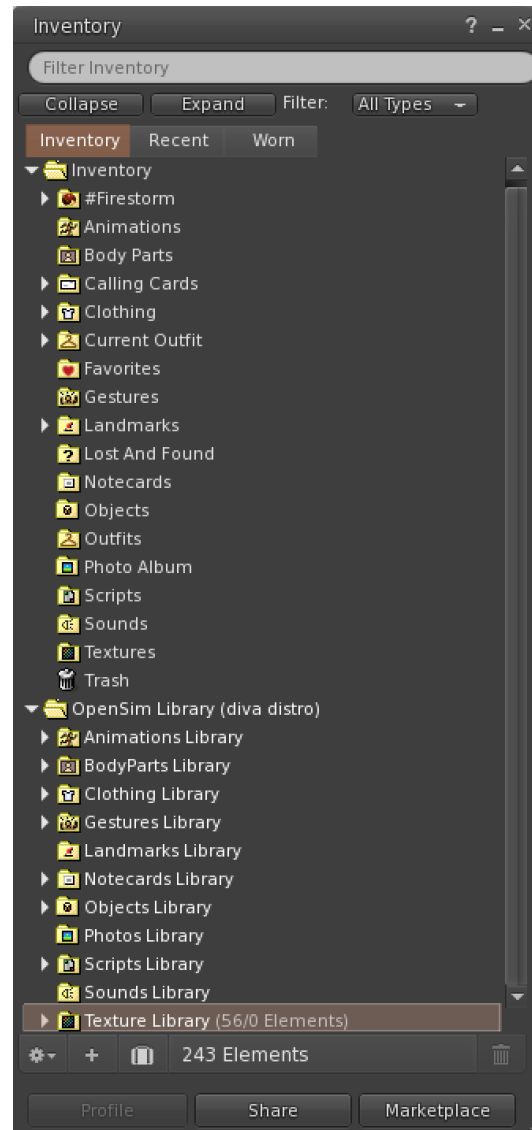 Inventory ? _ ×
Filter Inventory
Collapse Expand Filter: All Types
Inventory Recent Worn
Inventory
#Firestorm
Animations
Body Parts
Calling Cards
Clothing
Current Outfit
Favorites
Gestures
Landmarks
Lost And Found
Notecards
Objects
Outfits
Photo Album
Scripts
Sounds
Textures
Trash
OpenSim Library (diva distro)
Animations Library
BodyParts Library
Clothing Library
Gestures Library
Landmarks Library
Notecards Library
Objects Library
Photos Library
Scripts Library
Sounds Library
Texture Library (56/0 Elements)
+ 243 Elements
Profile Share Marketplace